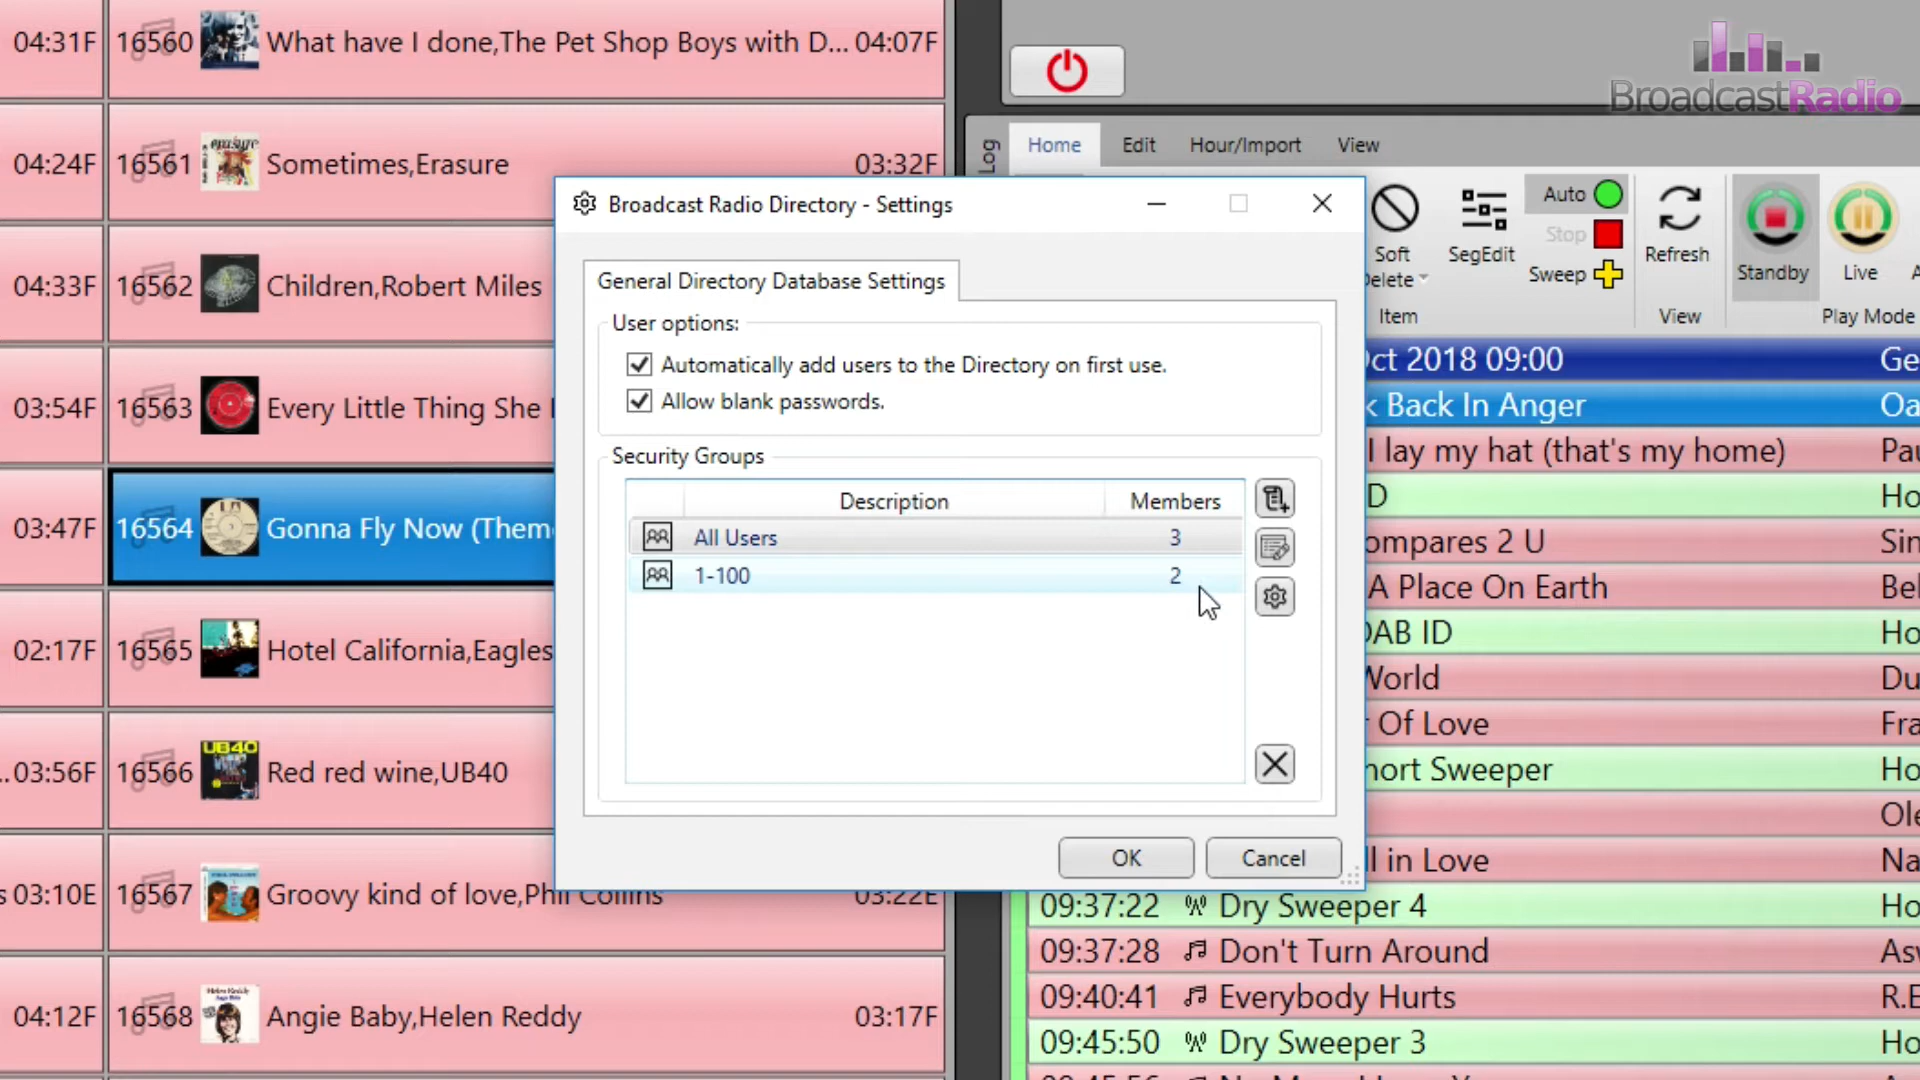 04:31F 16560 What have I done,The Pet Shop Boys with D... 04:07F
04:24F 16561 Sometimes,Erasure 03:32F
04:33F 16562 Children,Robert Miles
03:54F 16563 Every Little Thing She
03:47F 16564 Gonna Fly Now (Them
02:17F 16565 Hotel California,Eagles
..03:56F 16566 UB40 Red red wine,UB40
s 03:10E 16567 Groovy kind of love,Phil Collins 03:22E
04:12F 16568 Helen Reddy Angie Baby,Helen Reddy 03:17F
BroadcastRadio
Log
Home Edit Hour/Import View
Soft
Delete
SegEdit
Auto
Stop
Sweep
Refresh
Standby
Live
Item View Play Mode
Oct 2018 09:00 Ge
k Back In Anger Oa
I lay my hat (that's my home) Pau
D Ho
ompares 2 U Sin
A Place On Earth Bel
DAB ID Ho
World Du
r Of Love Fra
hort Sweeper Ho
Ole
ll in Love Na
09:37:22 Dry Sweeper 4 Ho
09:37:28 Don't Turn Around Asw
09:40:41 Everybody Hurts R.E
09:45:50 Dry Sweeper 3 Ho
Broadcast Radio Directory - Settings
General Directory Database Settings
User options:
Automatically add users to the Directory on first use.
Allow blank passwords.
Security Groups
Description Members
All Users 3
1-100 2
OK Cancel